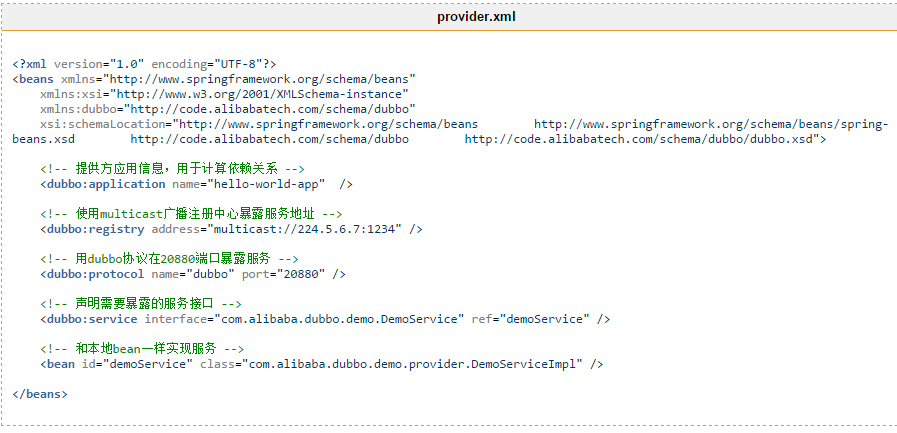 provider.xml
<?xml version="1.0" encoding="UTF-8"?>
<beans xmlns="http://www.springframework.org/schema/beans"
    xmlns:xsi="http://www.w3.org/2001/XMLSchema-instance"
    xmlns:dubbo="http://code.alibabatech.com/schema/dubbo"
    xsi:schemaLocation="http://www.springframework.org/schema/beans        http://www.springframework.org/schema/beans/spring-
beans.xsd        http://code.alibabatech.com/schema/dubbo        http://code.alibabatech.com/schema/dubbo/dubbo.xsd">
    <!-- 提供方应用信息，用于计算依赖关系 -->
    <dubbo:application name="hello-world-app"  />
    <!-- 使用multicast广播注册中心暴露服务地址 -->
    <dubbo:registry address="multicast://224.5.6.7:1234" />
    <!-- 用dubbo协议在20880端口暴露服务 -->
    <dubbo:protocol name="dubbo" port="20880" />
    <!-- 声明需要暴露的服务接口 -->
    <dubbo:service interface="com.alibaba.dubbo.demo.DemoService" ref="demoService" />
    <!-- 和本地bean一样实现服务 -->
    <bean id="demoService" class="com.alibaba.dubbo.demo.provider.DemoServiceImpl" />
</beans>